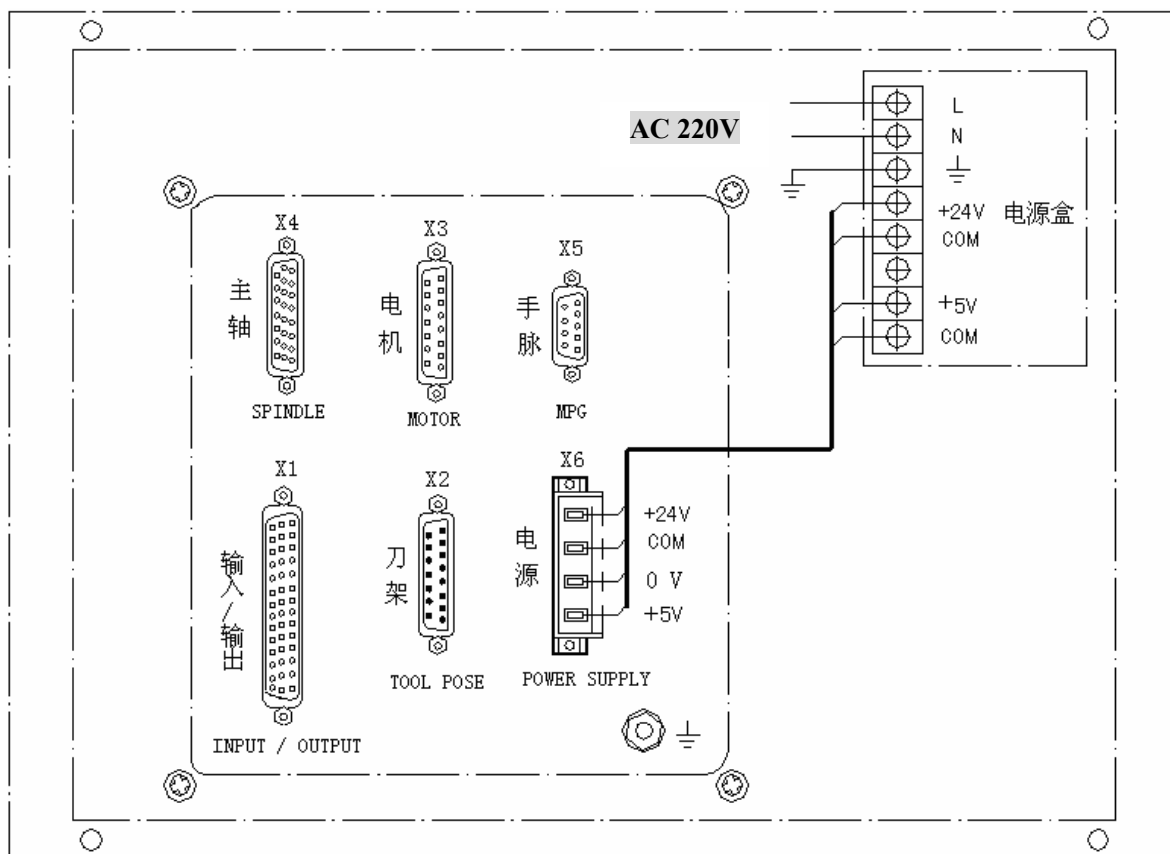 AC 220V
L
N
+24V
电源盒
COM
+5V
COM
X4
主轴
SPINDLE
X3
电机
MOTOR
X5
手脉
MPG
X1
输入/输出
INPUT / OUTPUT
X2
刀架
TOOL POSE
X6
电源
+24V
COM
0 V
+5V
POWER SUPPLY